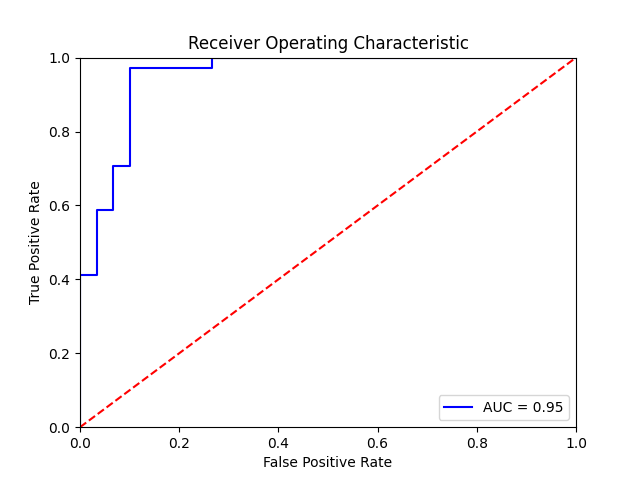 Receiver Operating Characteristic
True Positive Rate
1.0
0.8
0.6
0.4
0.2
0.0
AUC = 0.95
0.0 0.2 0.4 0.6 0.8 1.0
False Positive Rate